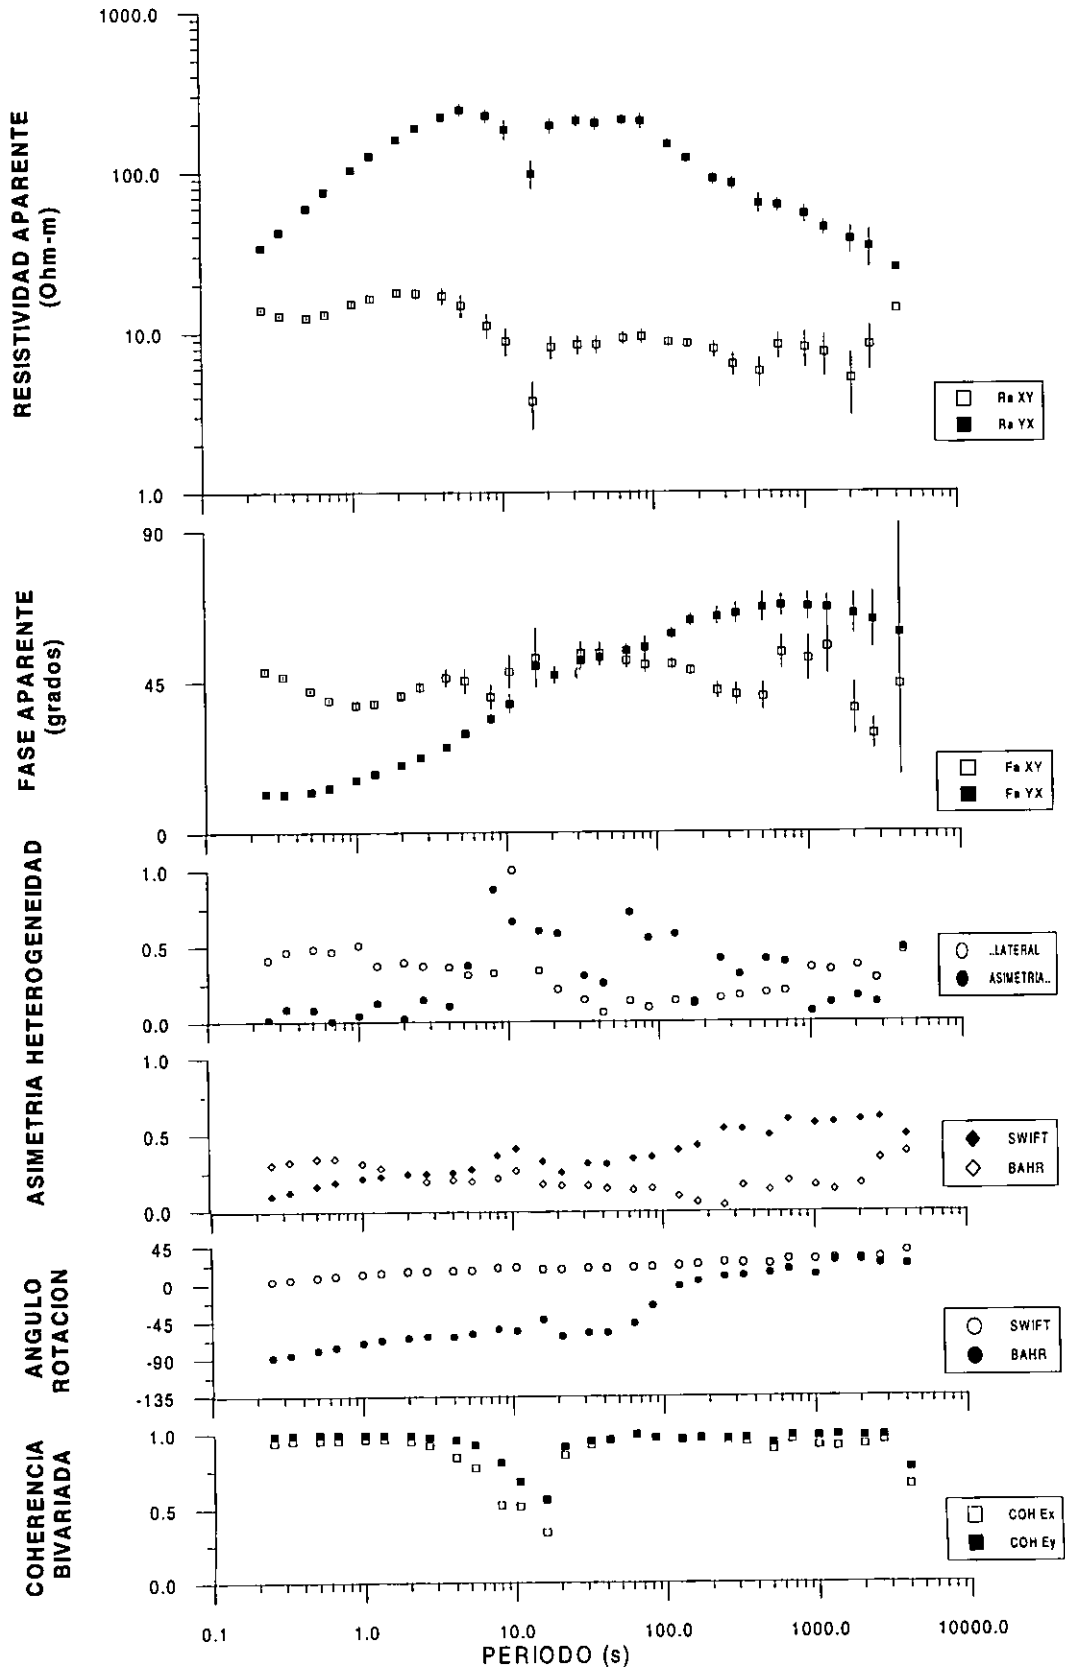 RESISTIVIDAD APARENTE
(Ohm-m)
1000.0
100.0
10.0
1.0
Ra XY
Ra YX
FASE APARENTE
(grados)
90
45
0
Fa XY
Fa YX
ASIMETRIA HETEROGENEIDAD
1.0
0.5
0.0
..LATERAL
ASIMETRIA..
1.0
0.5
0.0
SWIFT
BAHR
ANGULO
ROTACION
45
0
-45
-90
-135
SWIFT
BAHR
COHERENCIA
BIVARIADA
1.0
0.5
0.0
COH Ex
COH Ey
0.1
1.0
10.0
100.0
1000.0
10000.0
PERIODO (s)